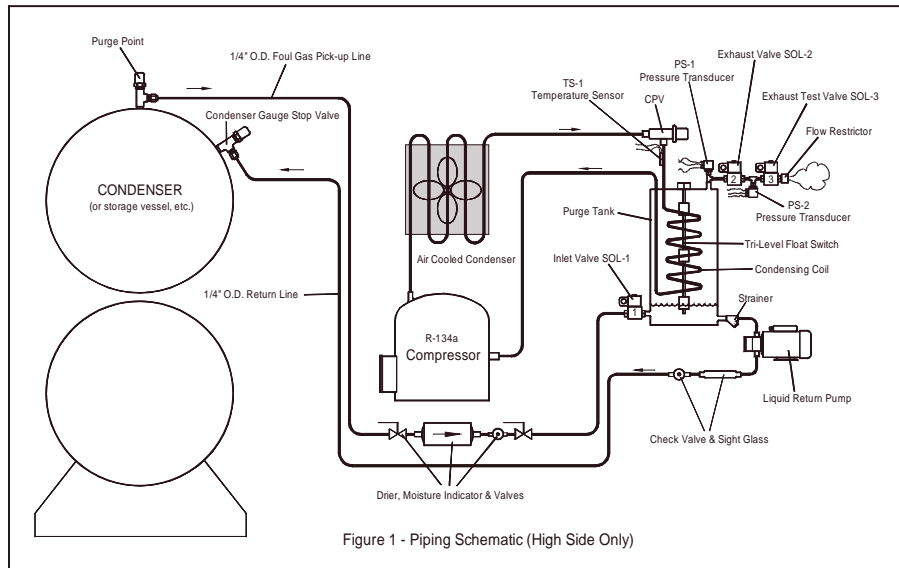 Purge Point
1/4" O.D. Foul Gas Pick-up Line
Condenser Gauge Stop Valve
CONDENSER
(or storage vessel, etc.)
1/4" O.D. Return Line
Air Cooled Condenser
R-134a
Compressor
TS-1
Temperature Sensor
CPV
PS-1
Pressure Transducer
Exhaust Valve SOL-2
Exhaust Test Valve SOL-3
Flow Restrictor
2
3
PS-2
Pressure Transducer
Purge Tank
Tri-Level Float Switch
Inlet Valve SOL-1
Condensing Coil
1
Strainer
Liquid Return Pump
Check Valve & Sight Glass
Drier, Moisture Indicator & Valves
Figure 1 - Piping Schematic (High Side Only)